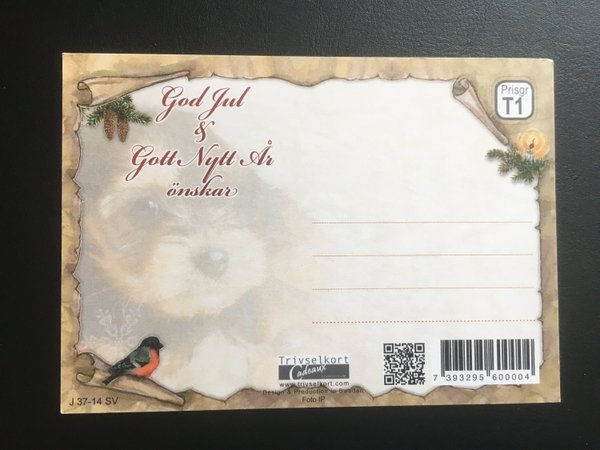 God Jul
&
Gott Nytt År
önskar
Prisgr
T1
Trivselkort
Cadeaux
www.trivselkort.com
Design & Production in Sweden
Foto IP
7 393295 600004
J 37-14 SV